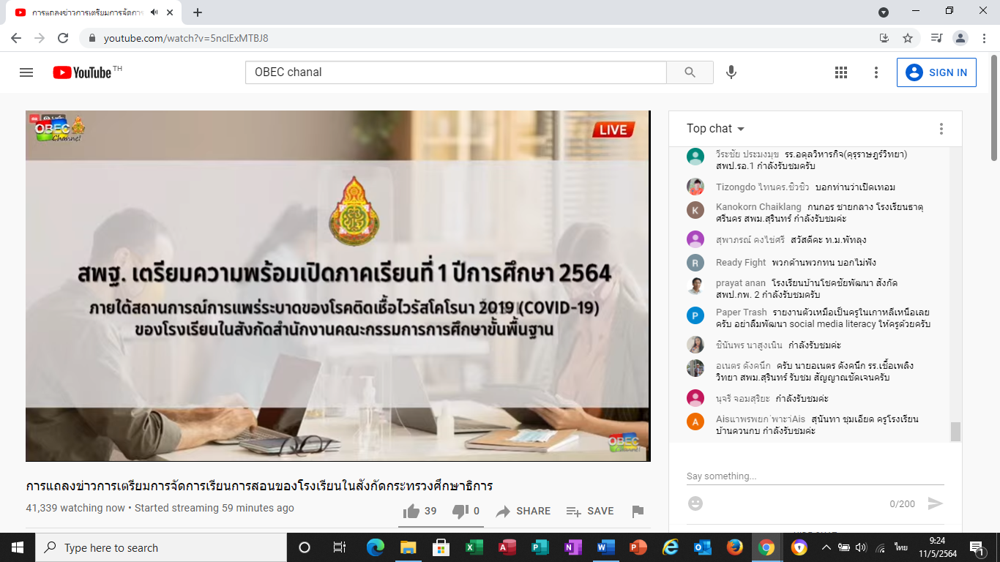 การแถลงข่าวการเตรียมการจัดการ
youtube.com/watch?v=5nclExMTBJ8
YouTube TH
OBEC chanal
SIGN IN
OBEC
Channel
LIVE
สพฐ. เตรียมความพร้อมเปิดภาคเรียนที่ 1 ปีการศึกษา 2564
ภายใต้สถานการณ์การแพร่ระบาดของโรคติดเชื้อไวรัสโคโรนา 2019 (COVID-19)
ของโรงเรียนในสังกัดสำนักงานคณะกรรมการการศึกษาขั้นพื้นฐาน
OBEC
Channel
การแถลงข่าวการเตรียมการจัดการเรียนการสอนของโรงเรียนในสังกัดกระทรวงศึกษาธิการ
41,339 watching now • Started streaming 59 minutes ago
39
0
SHARE
SAVE
Top chat
วีระชัย ประมงมุข รร.อดุลวิหารกิจ(คุรุราษฎร์วิทยา)
สพป.รอ.1 กำลังรับชมครับ
Tizongdo ไทนคร.ชิวชิว บอกท่านว่าเปิดเทอม
K
Kanokorn Chaiklang กนกอร ชายกลาง โรงเรียนธาตุ
ศรีนคร สพม.สุรินทร์ กำลังรับชมค่ะ
สุพาภรณ์ คงไข่ศรี สวัสดีคะ ท.ม.พัทลุง
R
Ready Fight พวกด้านพวกทน บอกไม่ฟัง
prayat anan โรงเรียนบ้านโชคชัยพัฒนา สังกัด
สพป.กพ. 2 กำลังรับชมครับ
P
Paper Trash รายงานตัวเหมือเป็นครูในเกาหลีเหนือเลย
ครับ อย่าลืมพัฒนา social media literacy ให้ครูด้วยครับ
ชินันพร นาสูงเนิน กำลังรับชมค่ะ
อเนตร ดังคนึก ครับ นายอเนตร ดังคนึก รร.เชื้อเพลิง
วิทยา สพม.สุรินทร์ รับชม สัญญาณชัดเจนครับ
นุจรี จอมสุริยะ กำลังรับชมค่ะ
A
สุนันทา ชุมเอียด ครูโรงเรียน
บ้านควนกบ กำลังรับชมค่ะ
Say something...
0/200
Type here to search
ไทย
9:24
11/5/2564
1